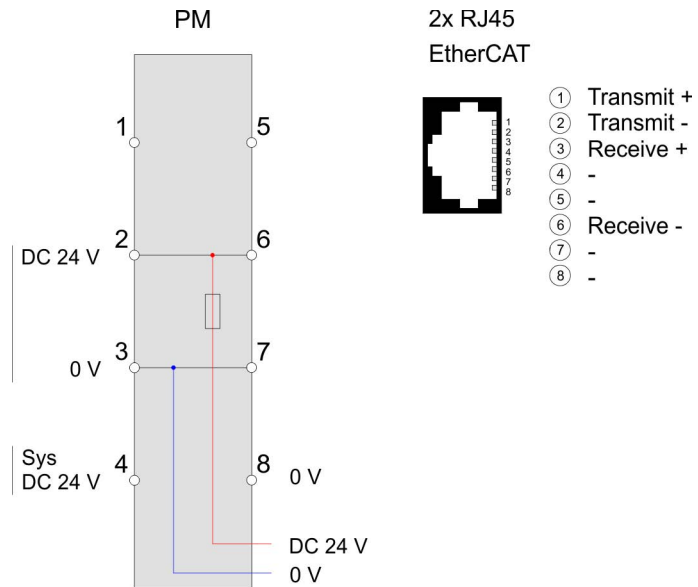 PM
1
5
2
6
DC 24 V
3
7
0 V
Sys
DC 24 V
4
8
0 V
DC 24 V
0 V
2x RJ45
EtherCAT
1
2
3
4
5
6
7
8
1 Transmit +
2 Transmit -
3 Receive +
4 -
5 -
6 Receive -
7 -
8 -